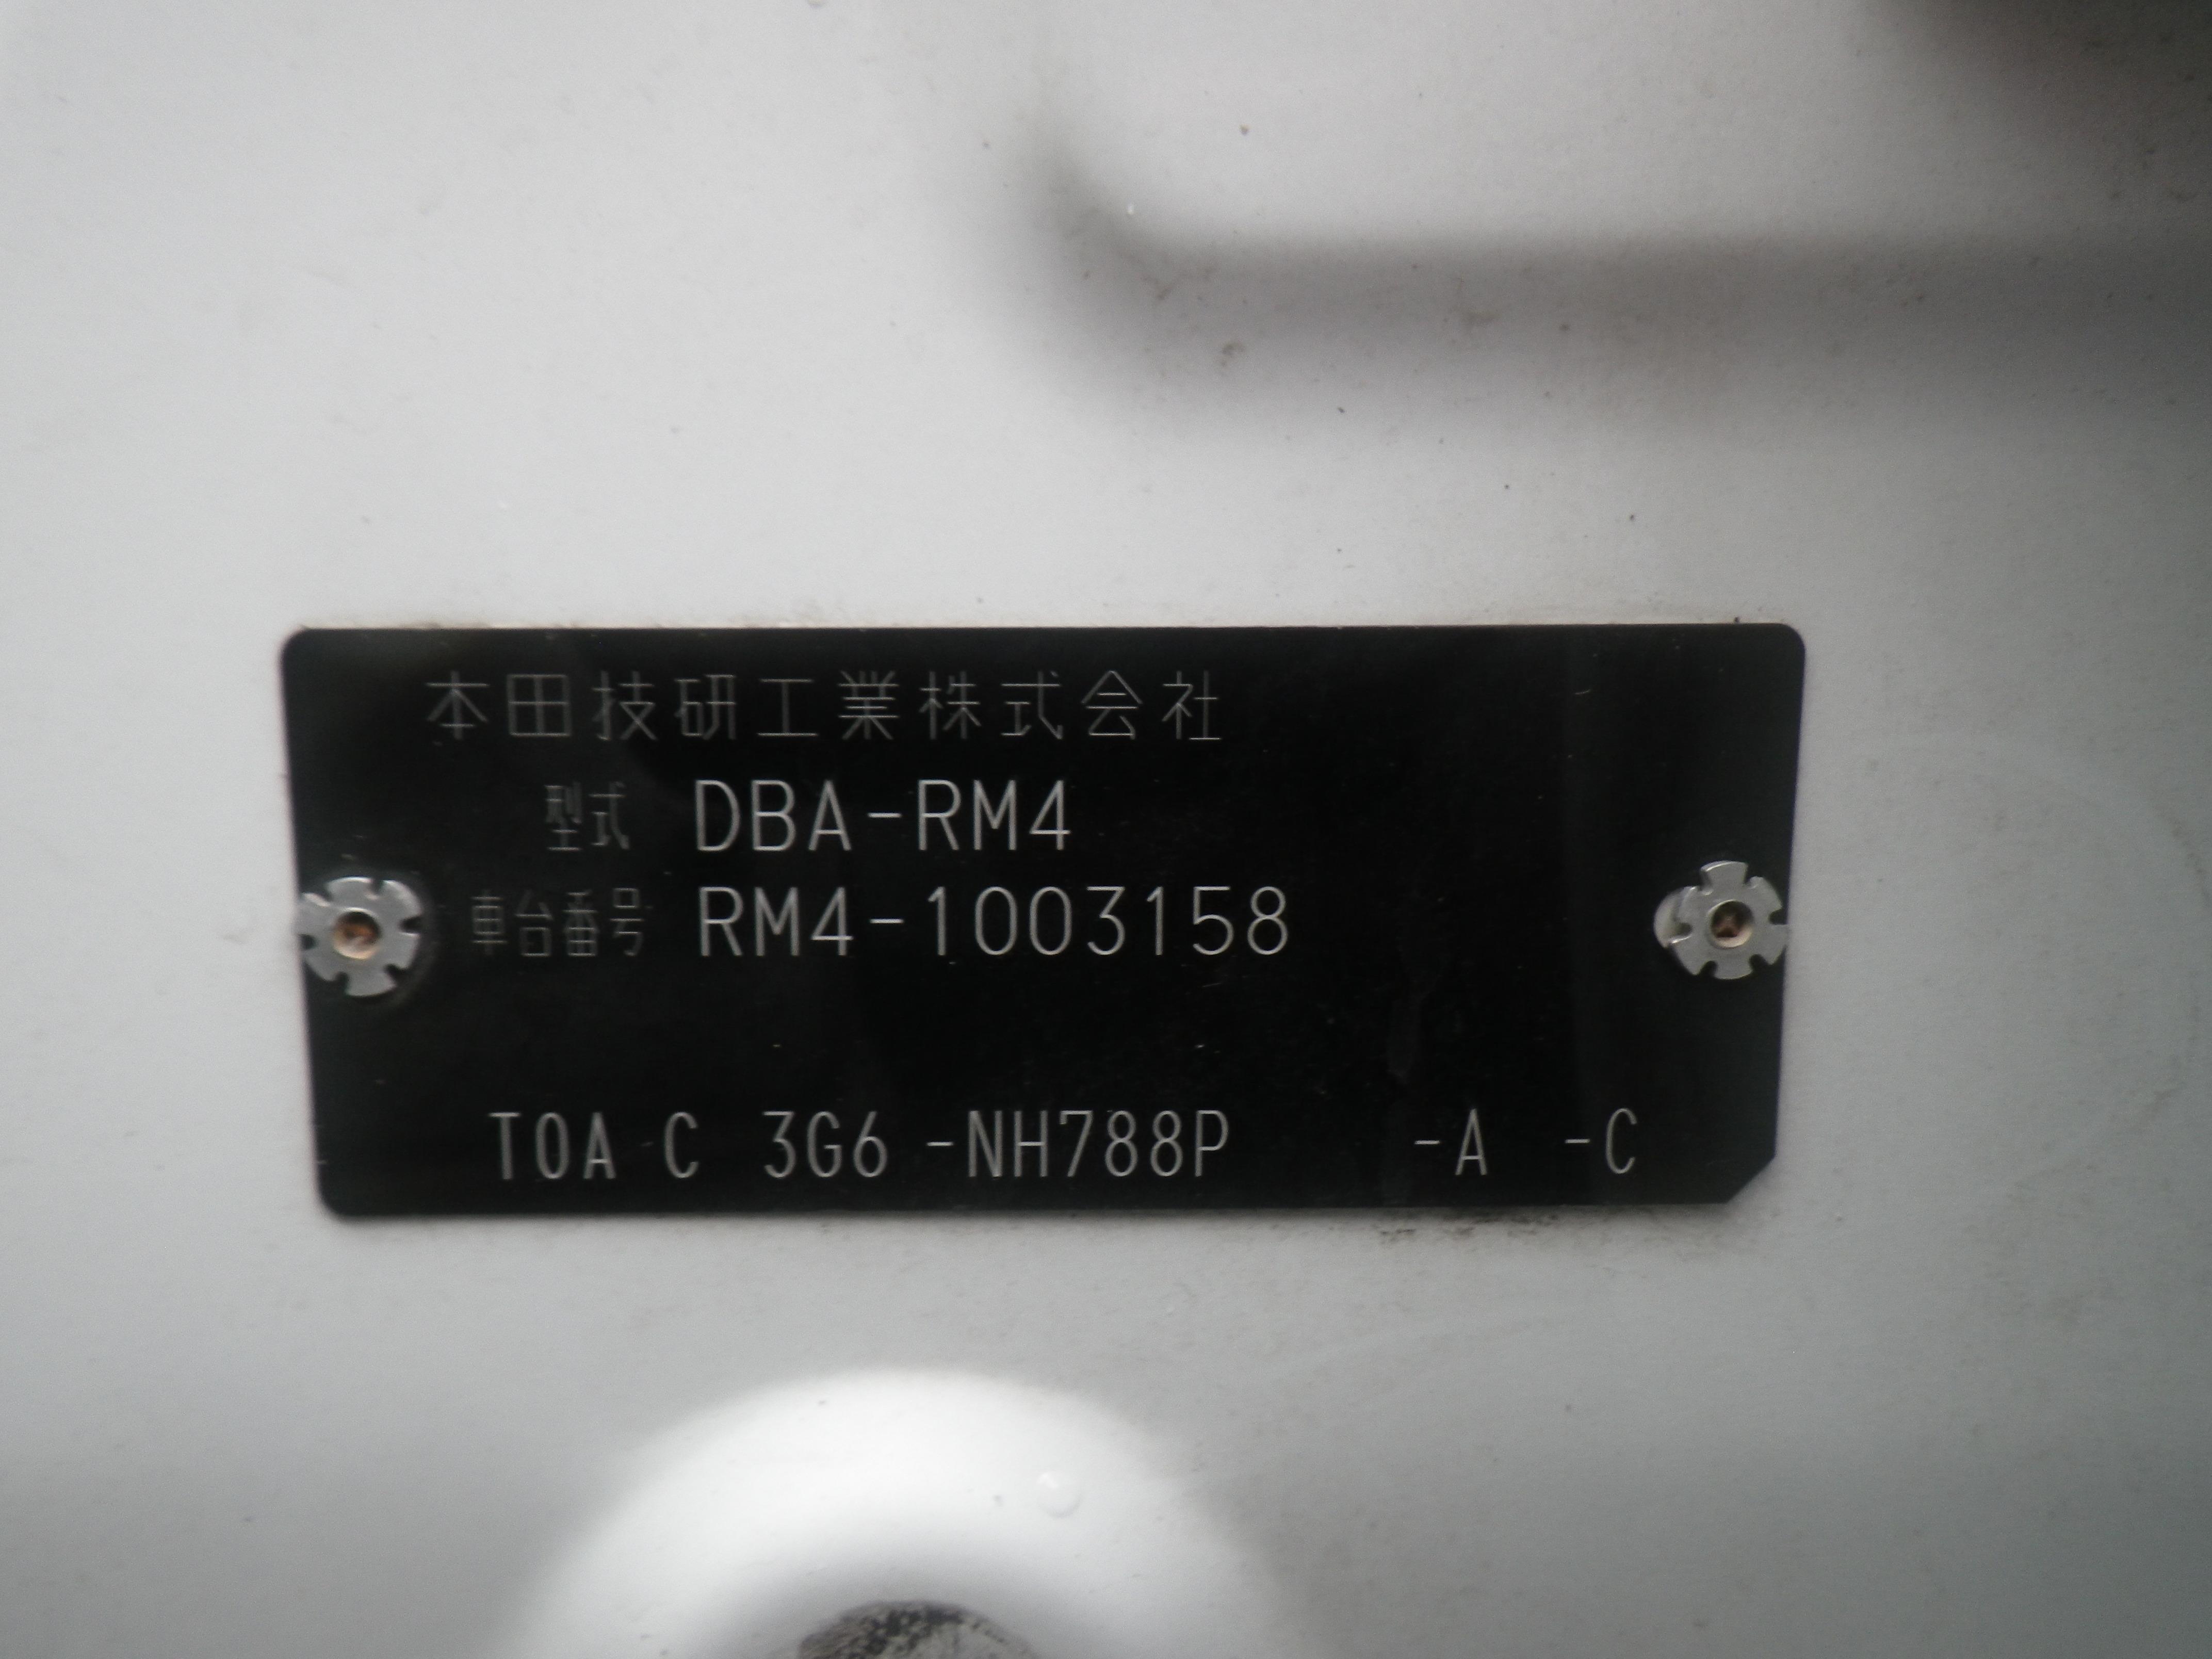 本田技研工業株式会社
型式 DBA-RM4
車台番号 RM4-1003158
T0A C 3G6 -NH788P -A -C